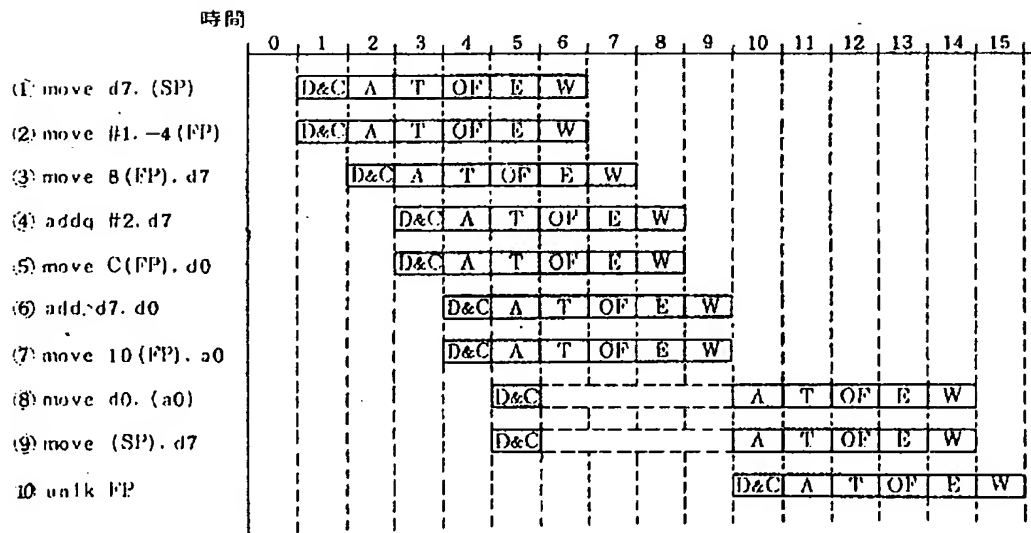 時間
0 1 2 3 4 5 6 7 8 9 10 11 12 13 14 15
(1) move d7. (SP) D&C A T OF E W
(2) move #1. -4(FP) D&C A T OF E W
(3) move 8(FP). d7 D&C A T OF E W
(4) addq #2. d7 D&C A T OF E W
(5) move C(FP). d0 D&C A T OF E W
(6) add. d7. d0 D&C A T OF E W
(7) move 10(FP). a0 D&C A T OF E W
(8) move d0. (a0) D&C A T OF E W
(9) move (SP). d7 D&C A T OF E W
10 unlk FP D&C A T OF E W